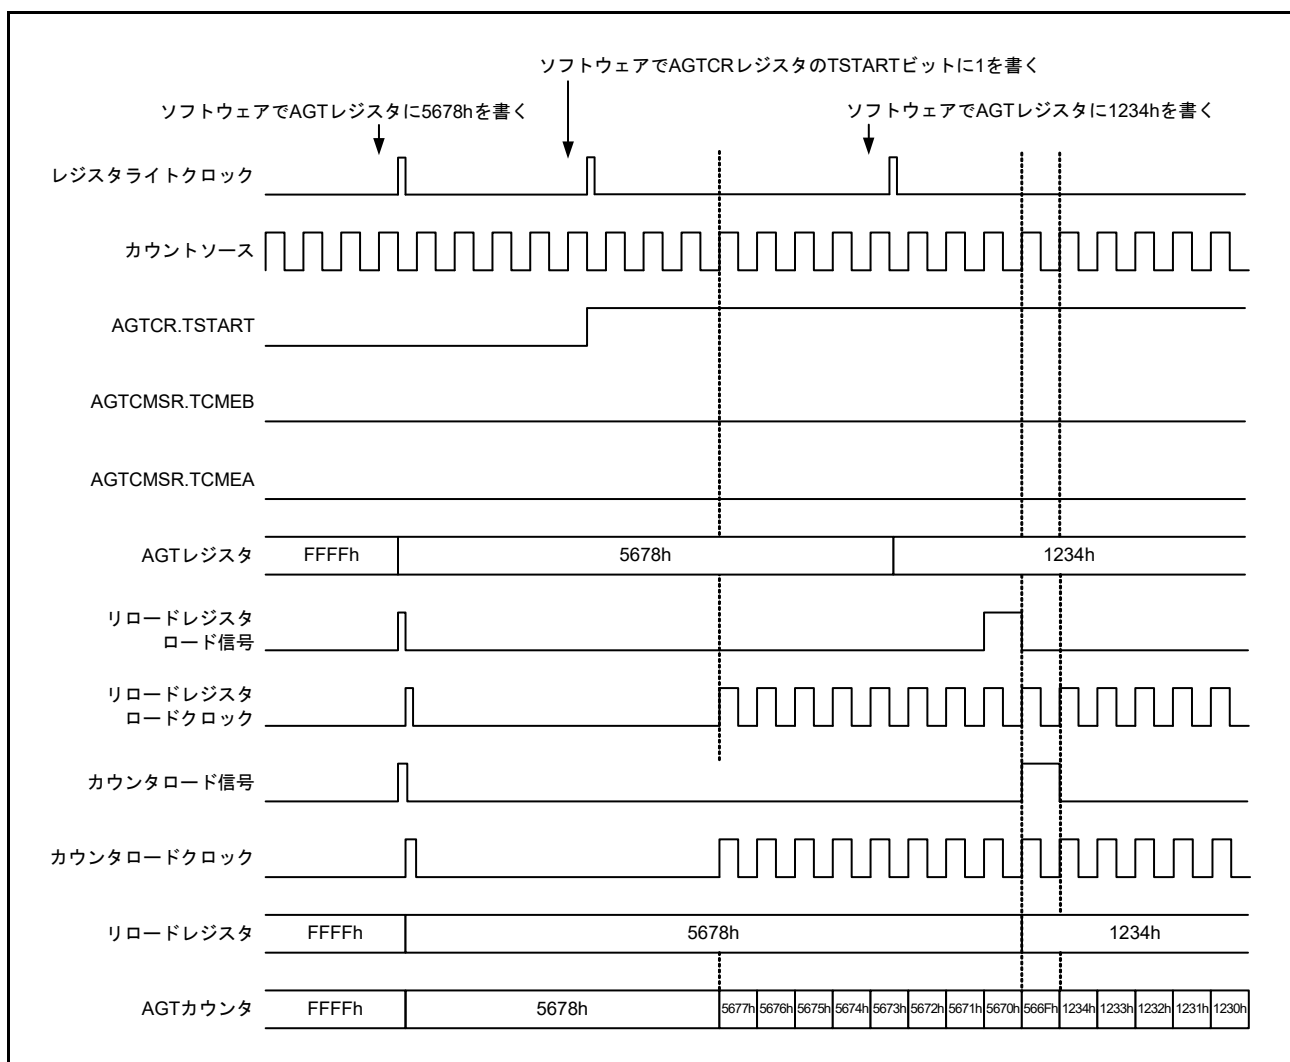 ソフトウェアでAGTCRレジスタのTSTARTビットに1を書く
ソフトウェアでAGTレジスタに5678hを書く
ソフトウェアでAGTレジスタに1234hを書く
レジスタライトクロック
カウントソース
AGTCR.TSTART
AGTCMSR.TCMEB
AGTCMSR.TCMEA
AGTレジスタ FFFFh 5678h 1234h
リロードレジスタ
ロード信号
リロードレジスタ
ロードクロック
カウンタロード信号
カウンタロードクロック
リロードレジスタ FFFFh 5678h 1234h
AGTカウンタ FFFFh 5678h 5677h 5676h 5675h 5674h 5673h 5672h 5671h 5670h 566Fh 1234h 1233h 1232h 1231h 1230h